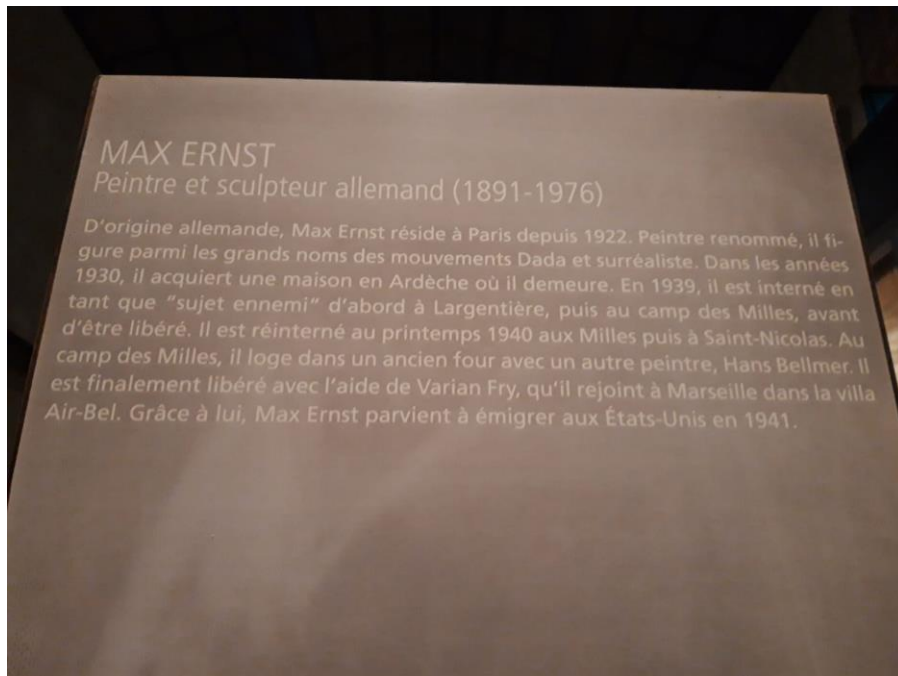 MAX ERNST
Peintre et sculpteur allemand (1891-1976)
D'origine allemande, Max Ernst réside à Paris depuis 1922. Peintre renommé, il fi-
gure parmi les grands noms des mouvements Dada et surréaliste. Dans les années
1930, il acquiert une maison en Ardèche où il demeure. En 1939, il est interné en
tant que "sujet ennemi" d'abord à Largentière, puis au camp des Milles, avant
d'être libéré. Il est réinterné au printemps 1940 aux Milles puis à Saint-Nicolas. Au
camp des Milles, il loge dans un ancien four avec un autre peintre, Hans Bellmer. Il
est finalement libéré avec l'aide de Varian Fry, qu'il rejoint à Marseille dans la villa
Air-Bel. Grâce à lui, Max Ernst parvient à émigrer aux États-Unis en 1941.